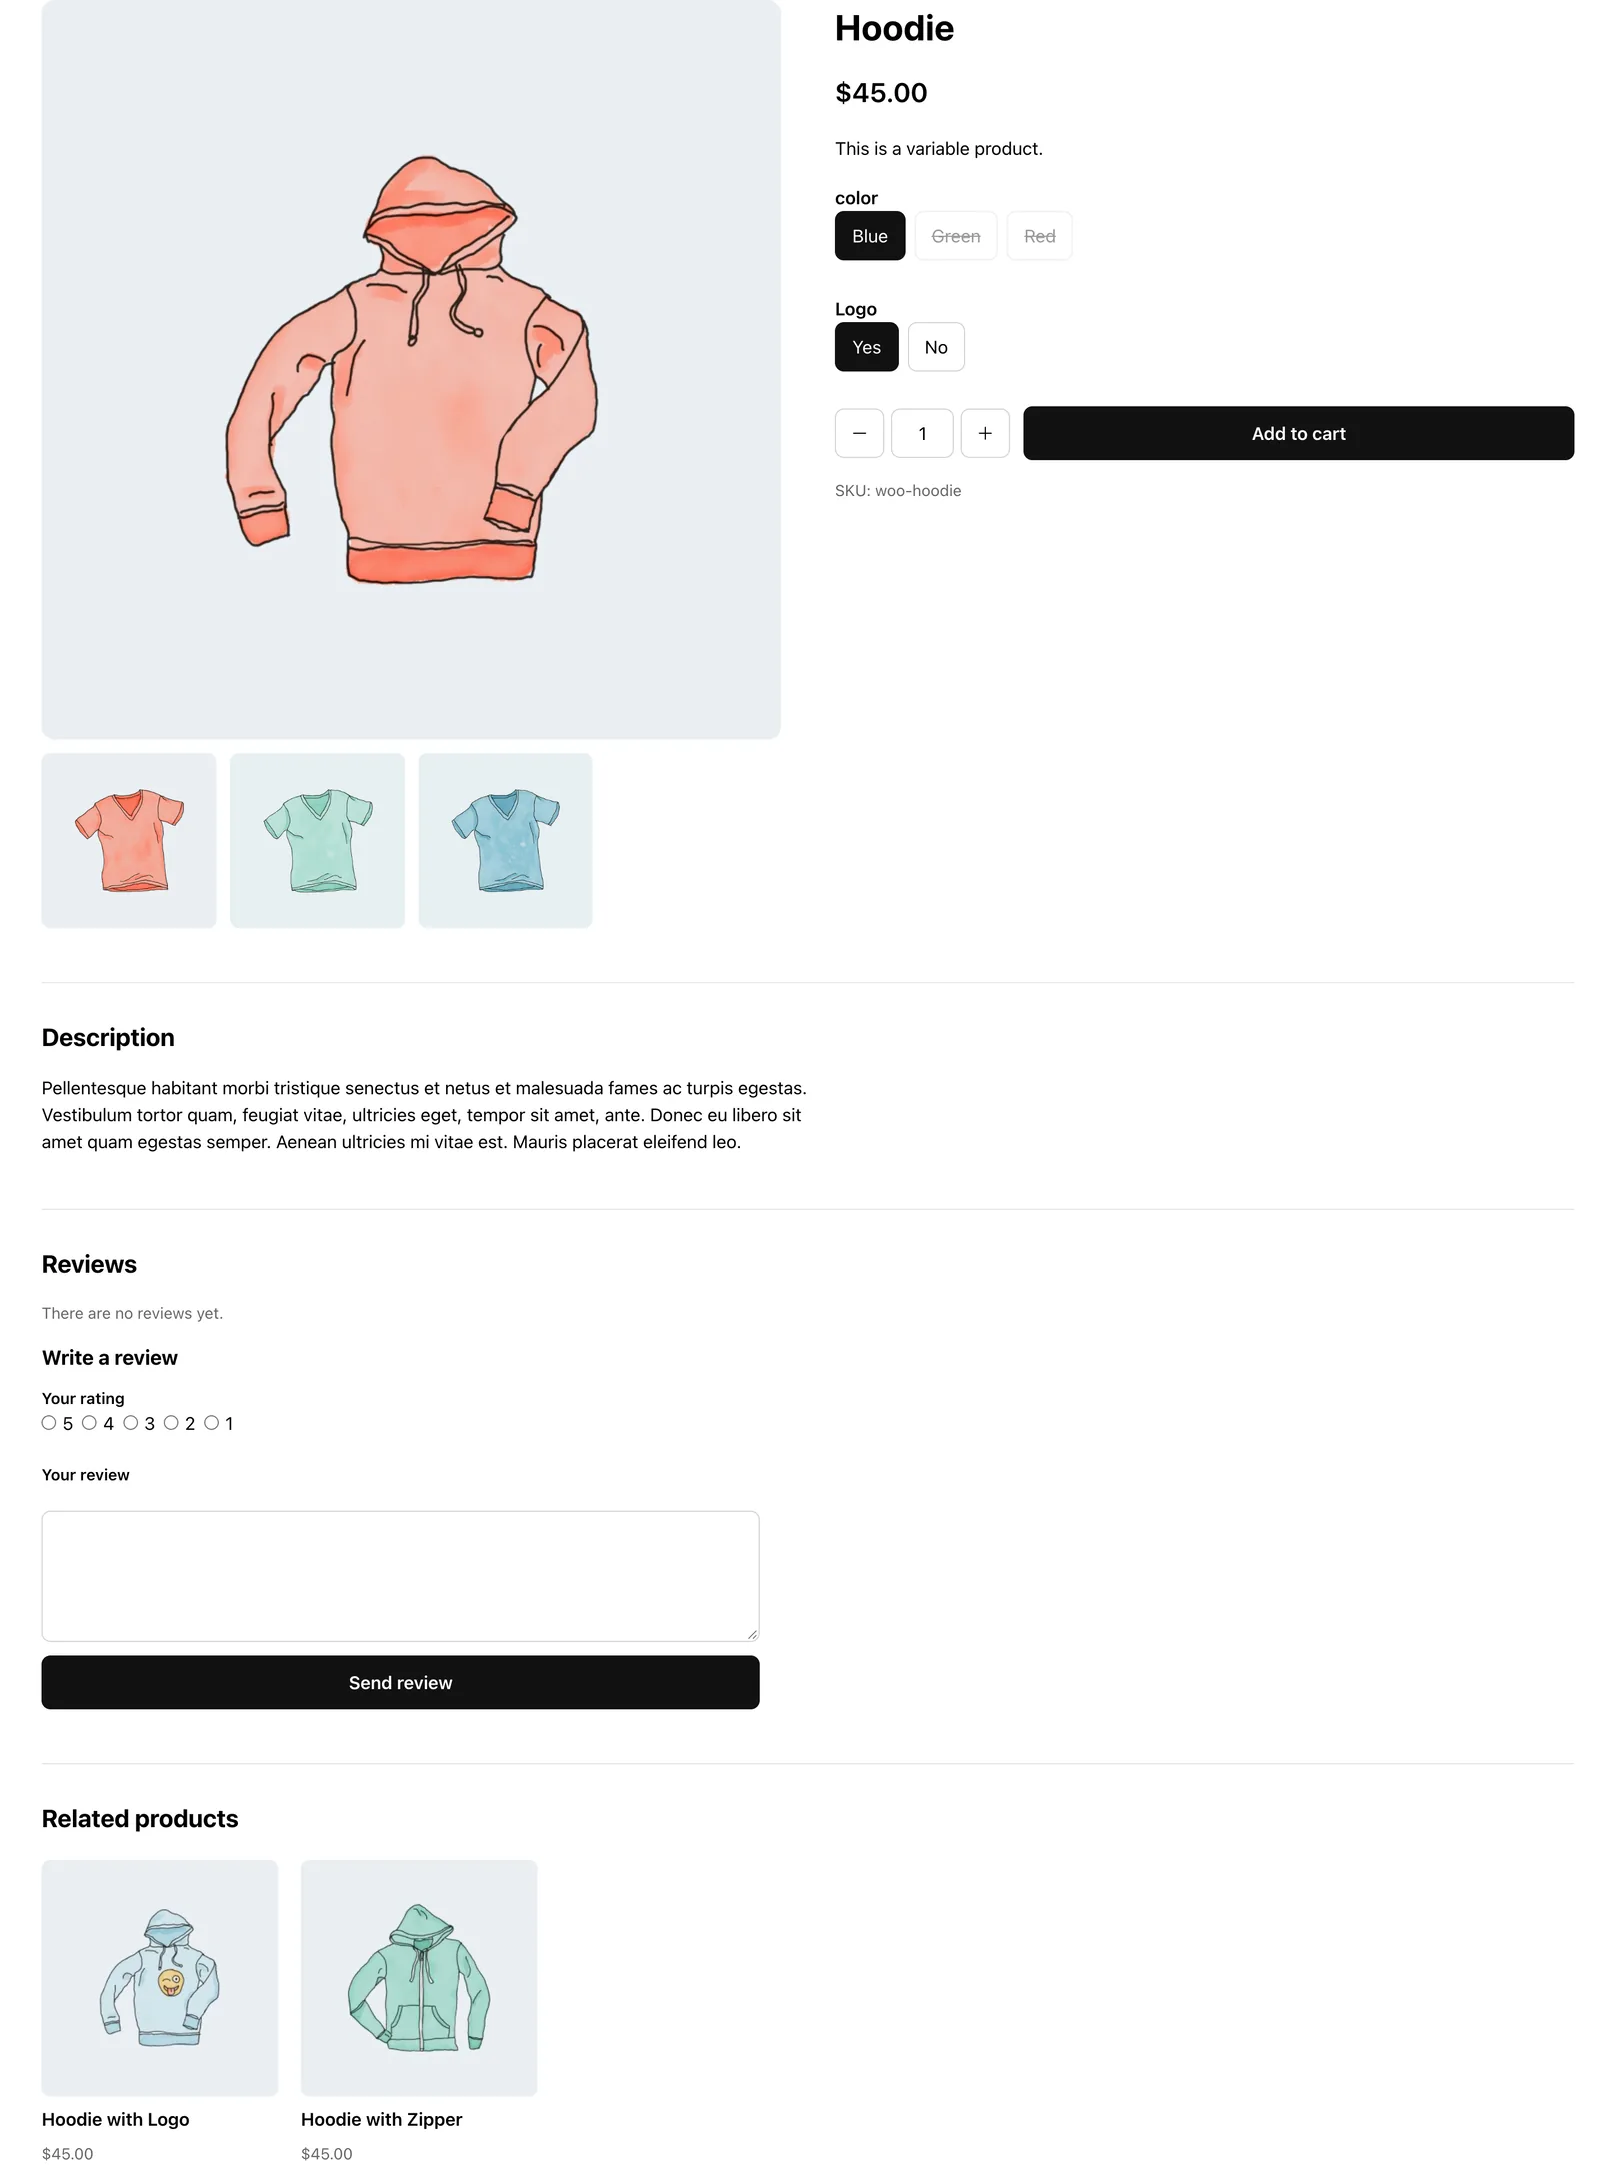 Hoodie
$45.00
This is a variable product.
color
Blue Green Red
Logo
Yes No
− 1 + Add to cart
SKU: woo-hoodie
Description
Pellentesque habitant morbi tristique senectus et netus et malesuada fames ac turpis egestas.
Vestibulum tortor quam, feugiat vitae, ultricies eget, tempor sit amet, ante. Donec eu libero sit
amet quam egestas semper. Aenean ultricies mi vitae est. Mauris placerat eleifend leo.
Reviews
There are no reviews yet.
Write a review
Your rating
5 4 3 2 1
Your review
Send review
Related products
Hoodie with Logo Hoodie with Zipper
$45.00 $45.00